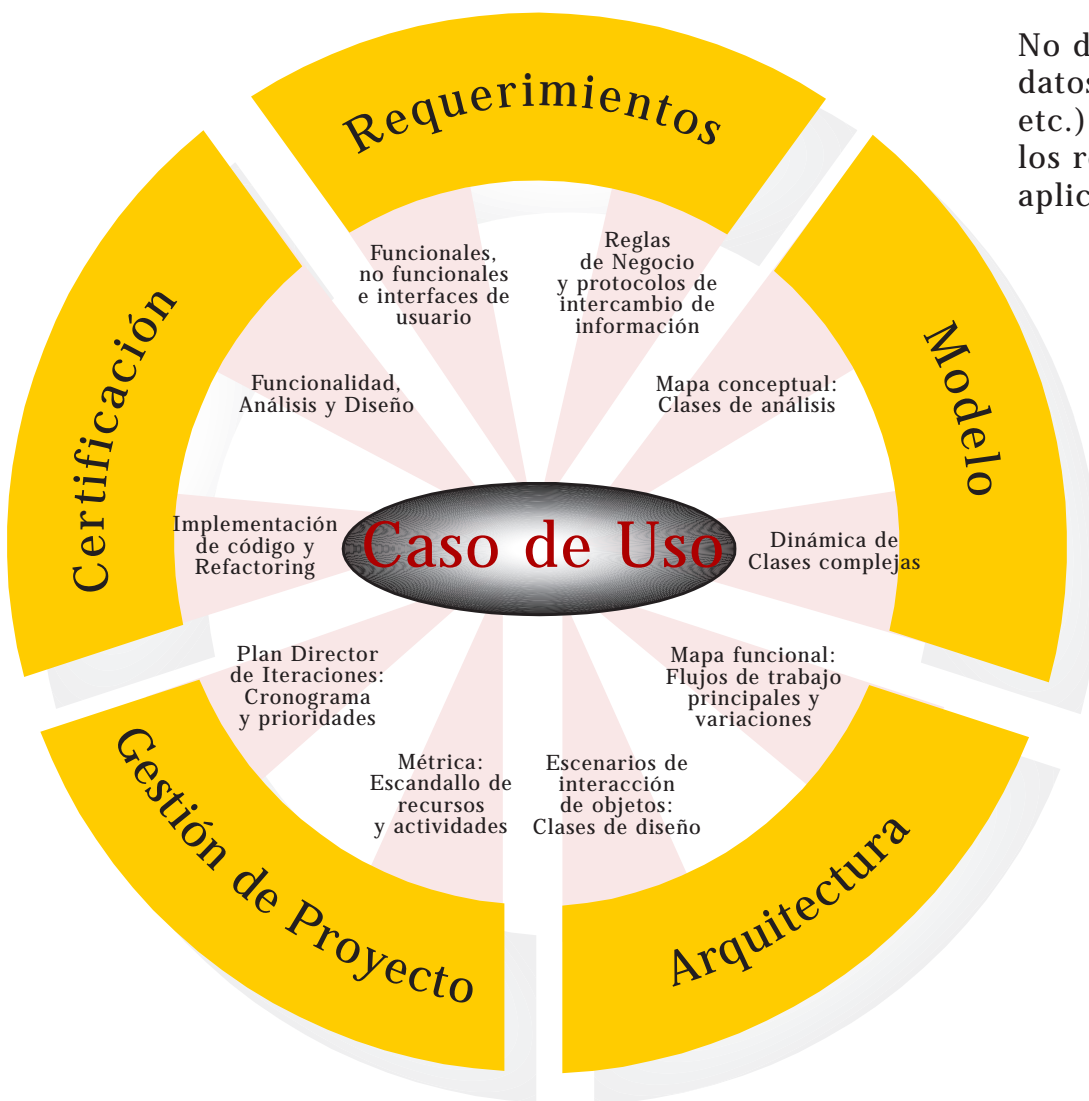 Requerimientos
Funcionales,
no funcionales
e interfaces de
usuario
Reglas
de Negocio
y protocolos de
intercambio de
información
Modelo
Mapa conceptual:
Clases de análisis
Dinámica de
Clases complejas
Arquitectura
Mapa funcional:
Flujos de trabajo
principales y
variaciones
Escenarios de
interacción
de objetos:
Clases de diseño
Gestión de Proyecto
Métrica:
Escandallo de
recursos
y actividades
Plan Director
de Iteraciones:
Cronograma
y prioridades
Certificación
Implementación
de código y
Refactoring
Funcionalidad,
Análisis y Diseño
Caso de Uso
No
datos
etc.)
los